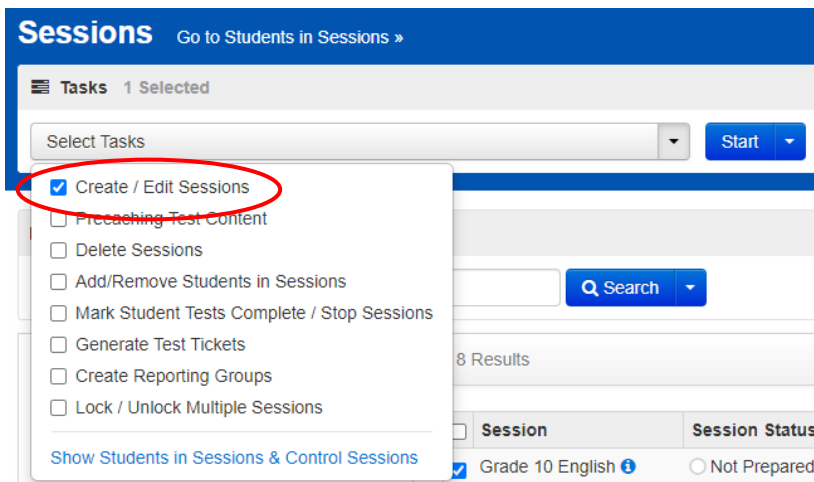 Sessions Go to Students in Sessions »
Tasks 1 Selected
Select Tasks
Start
Create / Edit Sessions
Precaching Test Content
Delete Sessions
Add/Remove Students in Sessions
Search
Mark Student Tests Complete / Stop Sessions
Generate Test Tickets
8 Results
Create Reporting Groups
Lock / Unlock Multiple Sessions
Session Session Status
Show Students in Sessions & Control Sessions
Grade 10 English Not Prepared